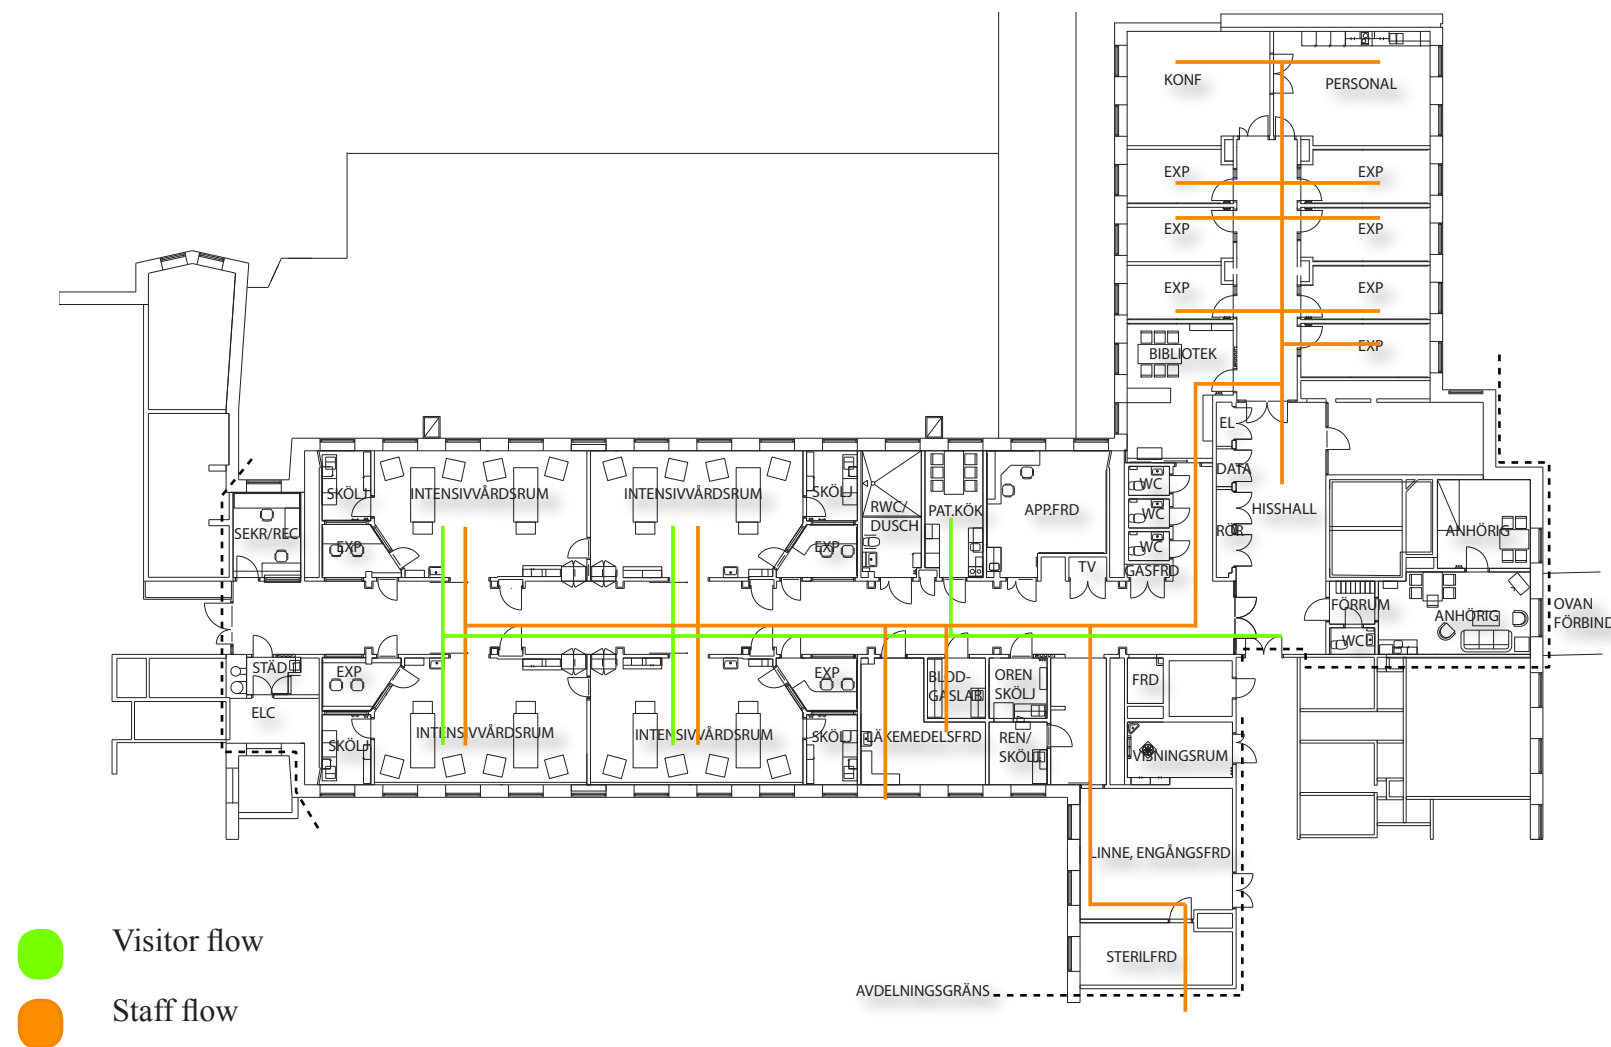 KONF
PERSONAL
EXP
EXP
EXP
EXP
EXP
EXP
BIBLIOTEK
EXP
EL
DATA
SKÖLJ
INTENSIVVÅRDSRUM
INTENSIVVÅRDSRUM
SKÖLJ
RWC/
DUSCH
PAT.KÖK
APP.FRD
WC
WC
WC
HISSHALL
RÖR
ANHÖRIG
SEKR/REC
EXP
EXP
TV
GASFRD
FÖRRUM
ANHÖRIG
WC
OVAN
FÖRBIND
STÄD
EXP
EXP
BLOD-
GASLAB
OREN
SKÖLJ
FRD
ELC
SKÖLJ
INTENSIVVÅRDSRUM
INTENSIVVÅRDSRUM
SKÖLJ
LÄKEMEDELSFRD
REN/
SKÖLJ
VISNINGSRUM
LINNE, ENGÅNGSFRD
STERILFRD
AVDELNINGSGRÄNS
Visitor flow
Staff flow